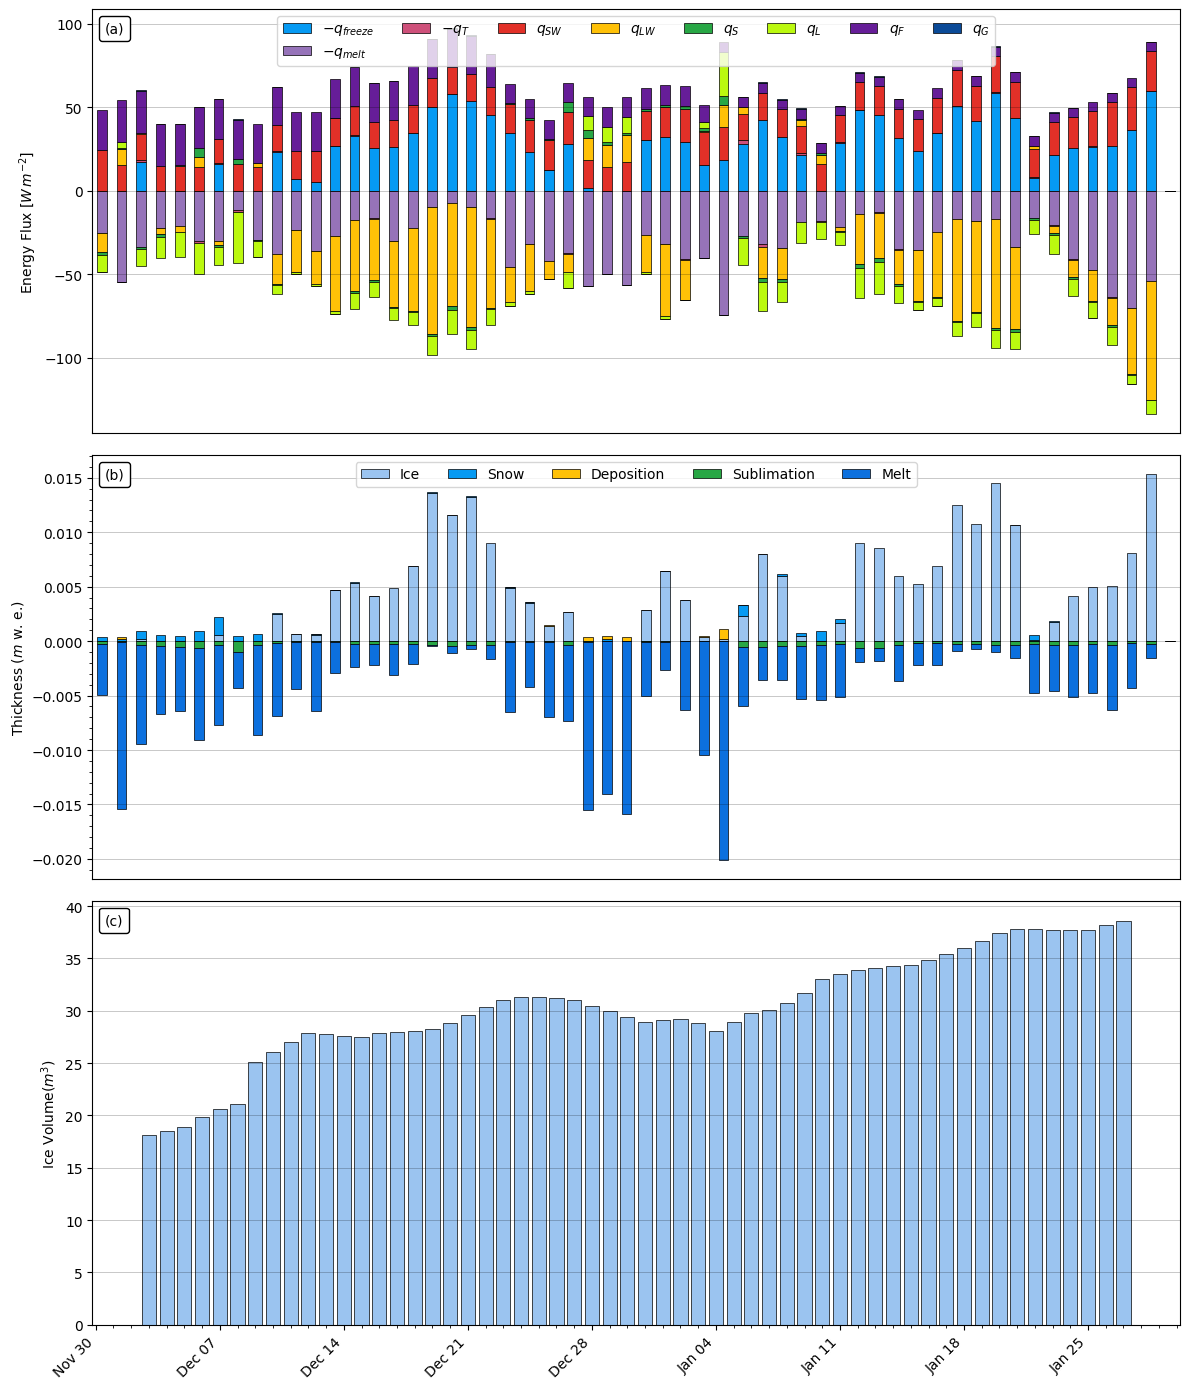 (a)
−q_freeze −q_T q_SW q_LW q_S q_L q_F q_G
−q_melt
100
50
0
−50
−100
Energy Flux [W m⁻²]
(b)
Ice Snow Deposition Sublimation Melt
0.015
0.010
0.005
0.000
−0.005
−0.010
−0.015
−0.020
Thickness (m w. e.)
(c)
40
35
30
25
20
15
10
5
0
Ice Volume(m³)
Nov 30 Dec 07 Dec 14 Dec 21 Dec 28 Jan 04 Jan 11 Jan 18 Jan 25